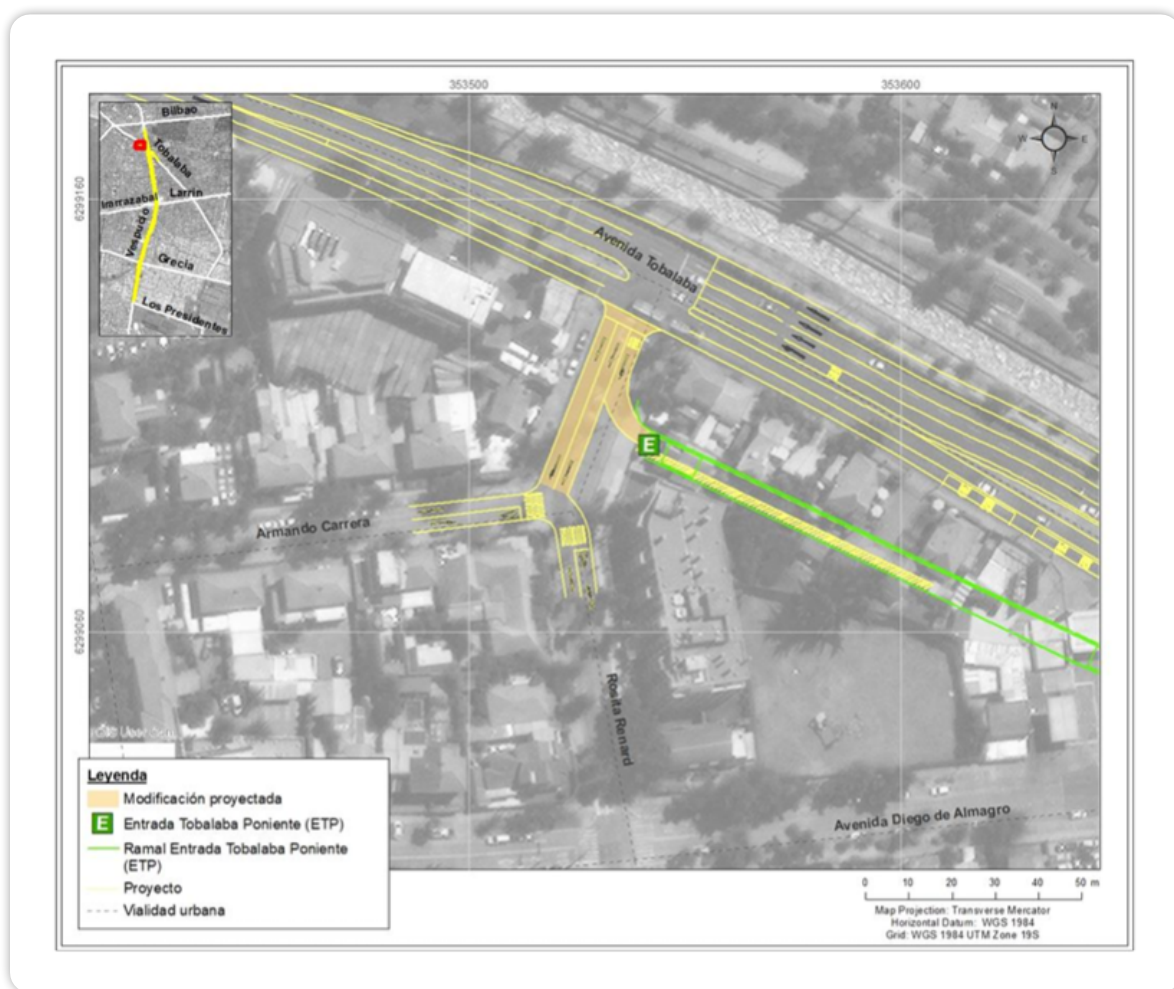 353500
353600
6299160
6299060
Bilbao
Tobalaba
Irarrazabal
Larrín
Vespucio
Grecia
Los Presidentes
N
W
E
S
Avenida Tobalaba
E
Armando Carrera
Rosita Renard
Avenida Diego de Almagro
Leyenda
Modificación proyectada
E
Entrada Tobalaba Poniente (ETP)
Ramal Entrada Tobalaba Poniente
(ETP)
Proyecto
Vialidad urbana
0 10 20 30 40 50 m
Map Projection: Transverse Mercator
Horizontal Datum: WGS 1984
Grid: WGS 1984 UTM Zone 19S